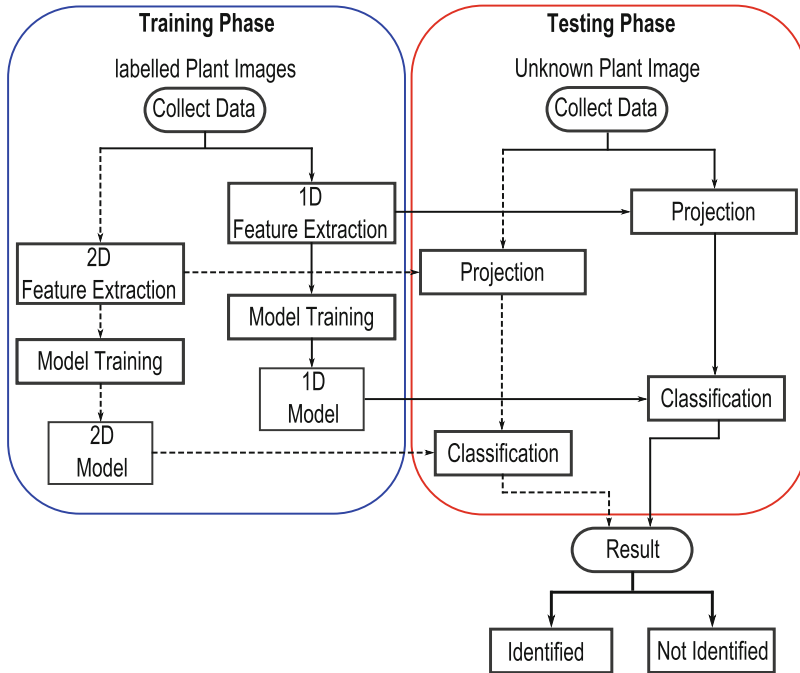 Training Phase
labelled Plant Images
Collect Data
1D
Feature Extraction
2D
Feature Extraction
Model Training
Model Training
1D
Model
2D
Model
Testing Phase
Unknown Plant Image
Collect Data
Projection
Projection
Classification
Classification
Result
Identified
Not Identified